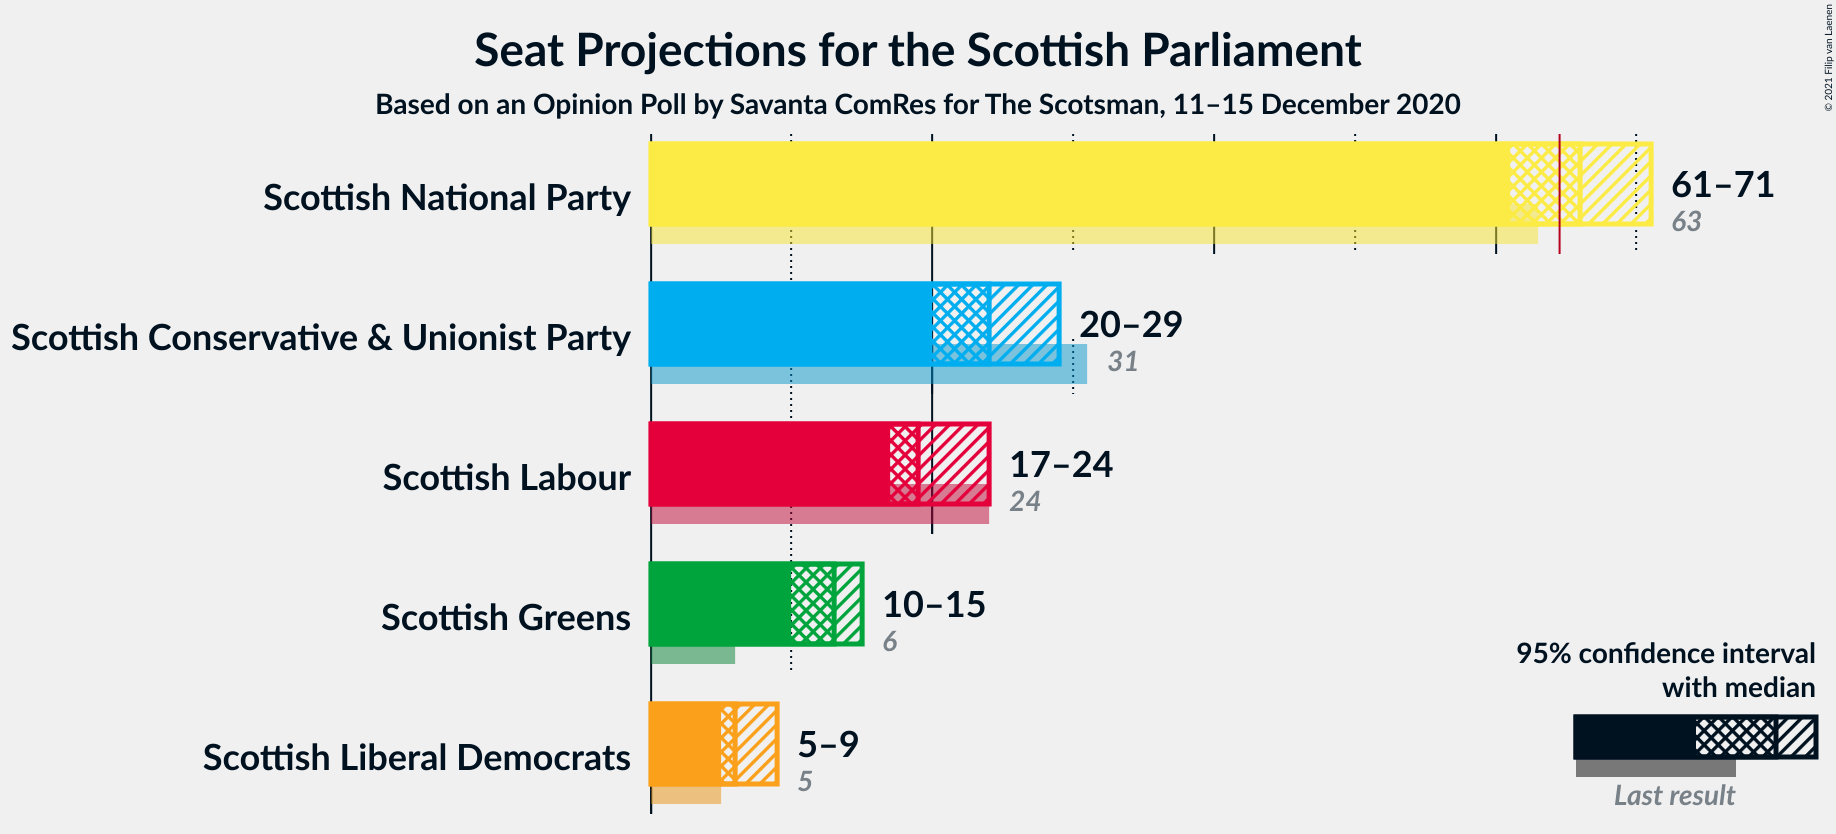 Seat Projections for the Scottish Parliament
Based on an Opinion Poll by Savanta ComRes for The Scotsman, 11–15 December 2020
© 2021 Filip van Laenen
Scottish National Party
61–71
63
Scottish Conservative & Unionist Party
20–29
31
Scottish Labour
17–24
24
Scottish Greens
10–15
6
Scottish Liberal Democrats
5–9
5
95% confidence interval
with median
Last result